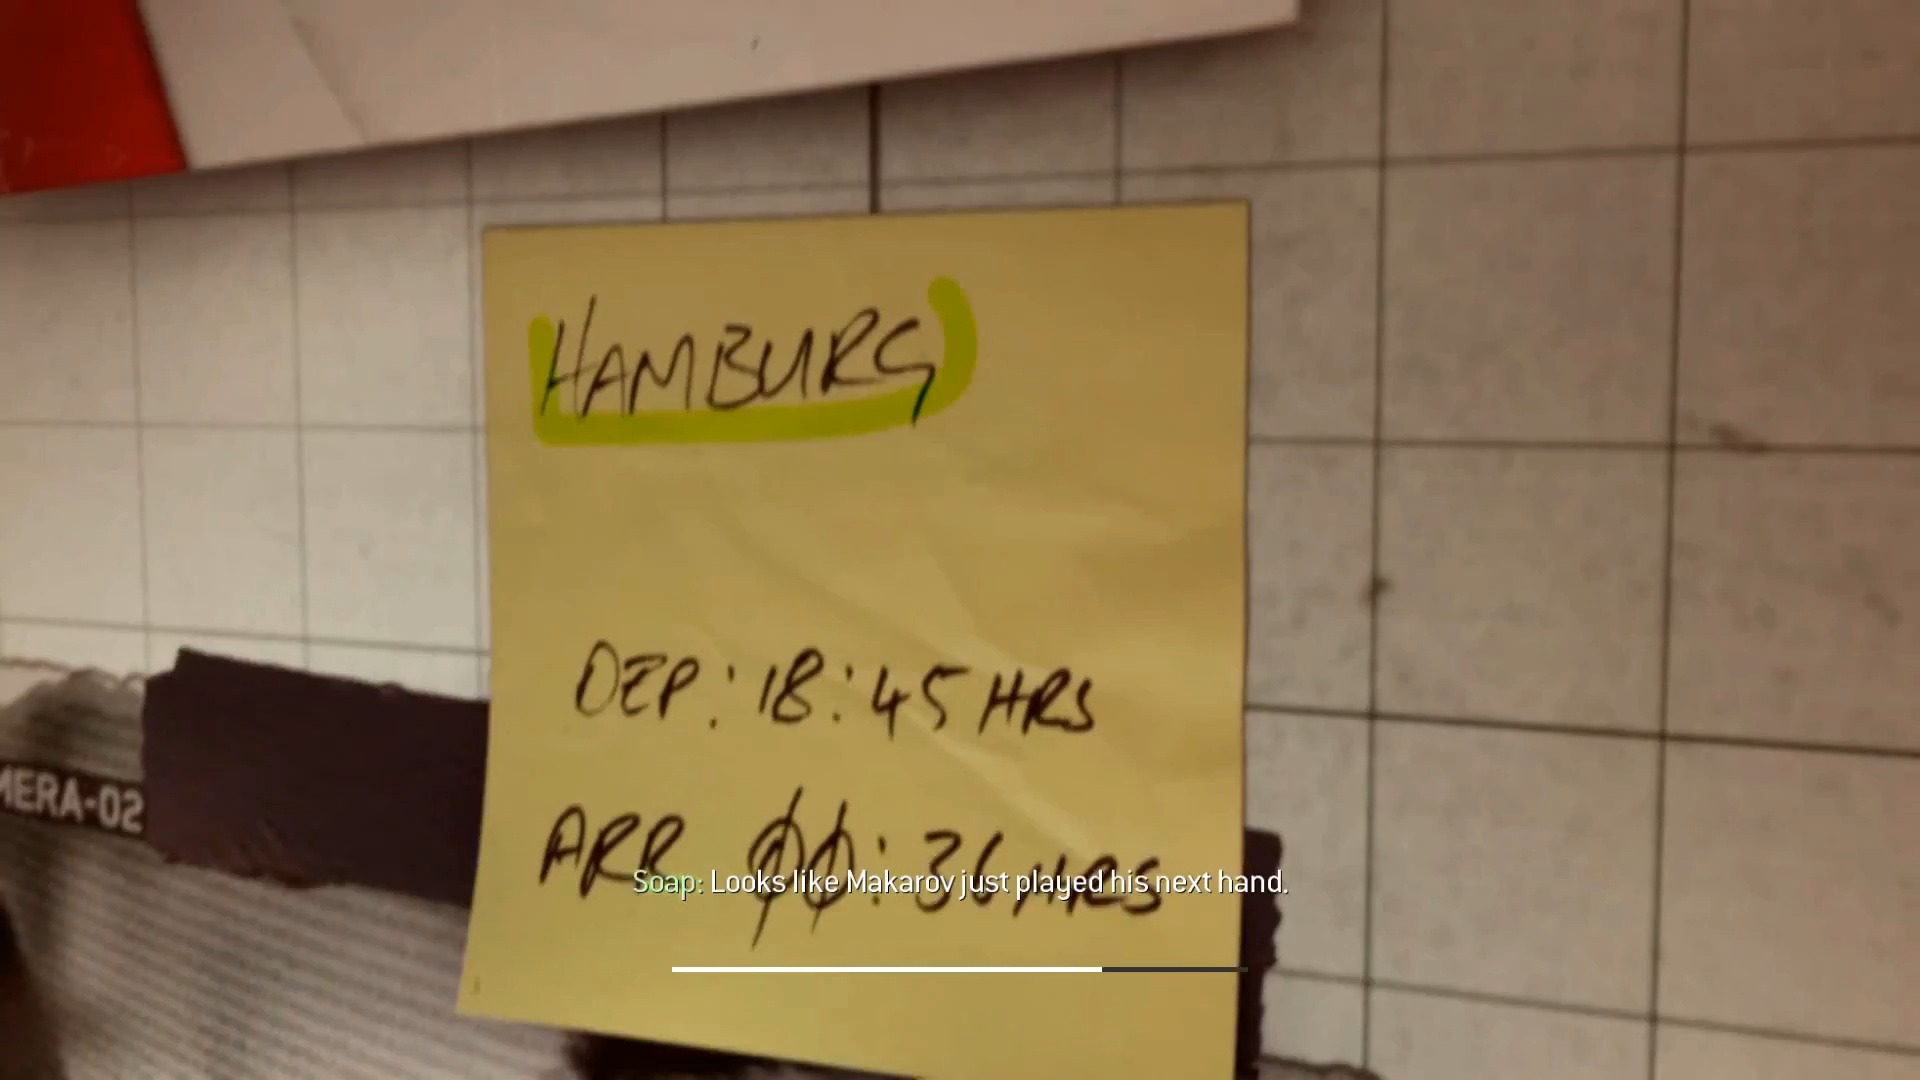 HAMBURG
DEP.: 18:45 HRS
MERA-02
ARR 00:36 HRS
Soap: Looks like Makarov just played his next hand.